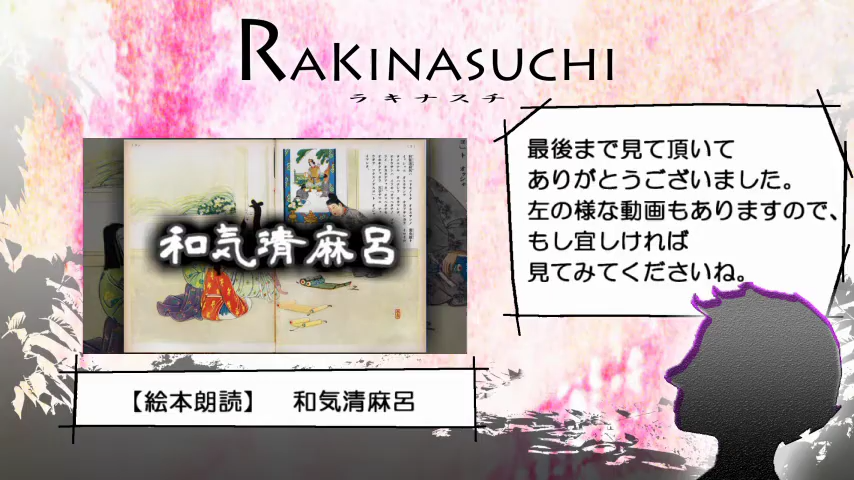 RAKINASUCHI
ラキナスチ
和気清麻呂
最後まで見て頂いて
ありがとうございました。
左の様な動画もありますので、
もし宜しければ
見てみてくださいね。
【絵本朗読】 和気清麻呂